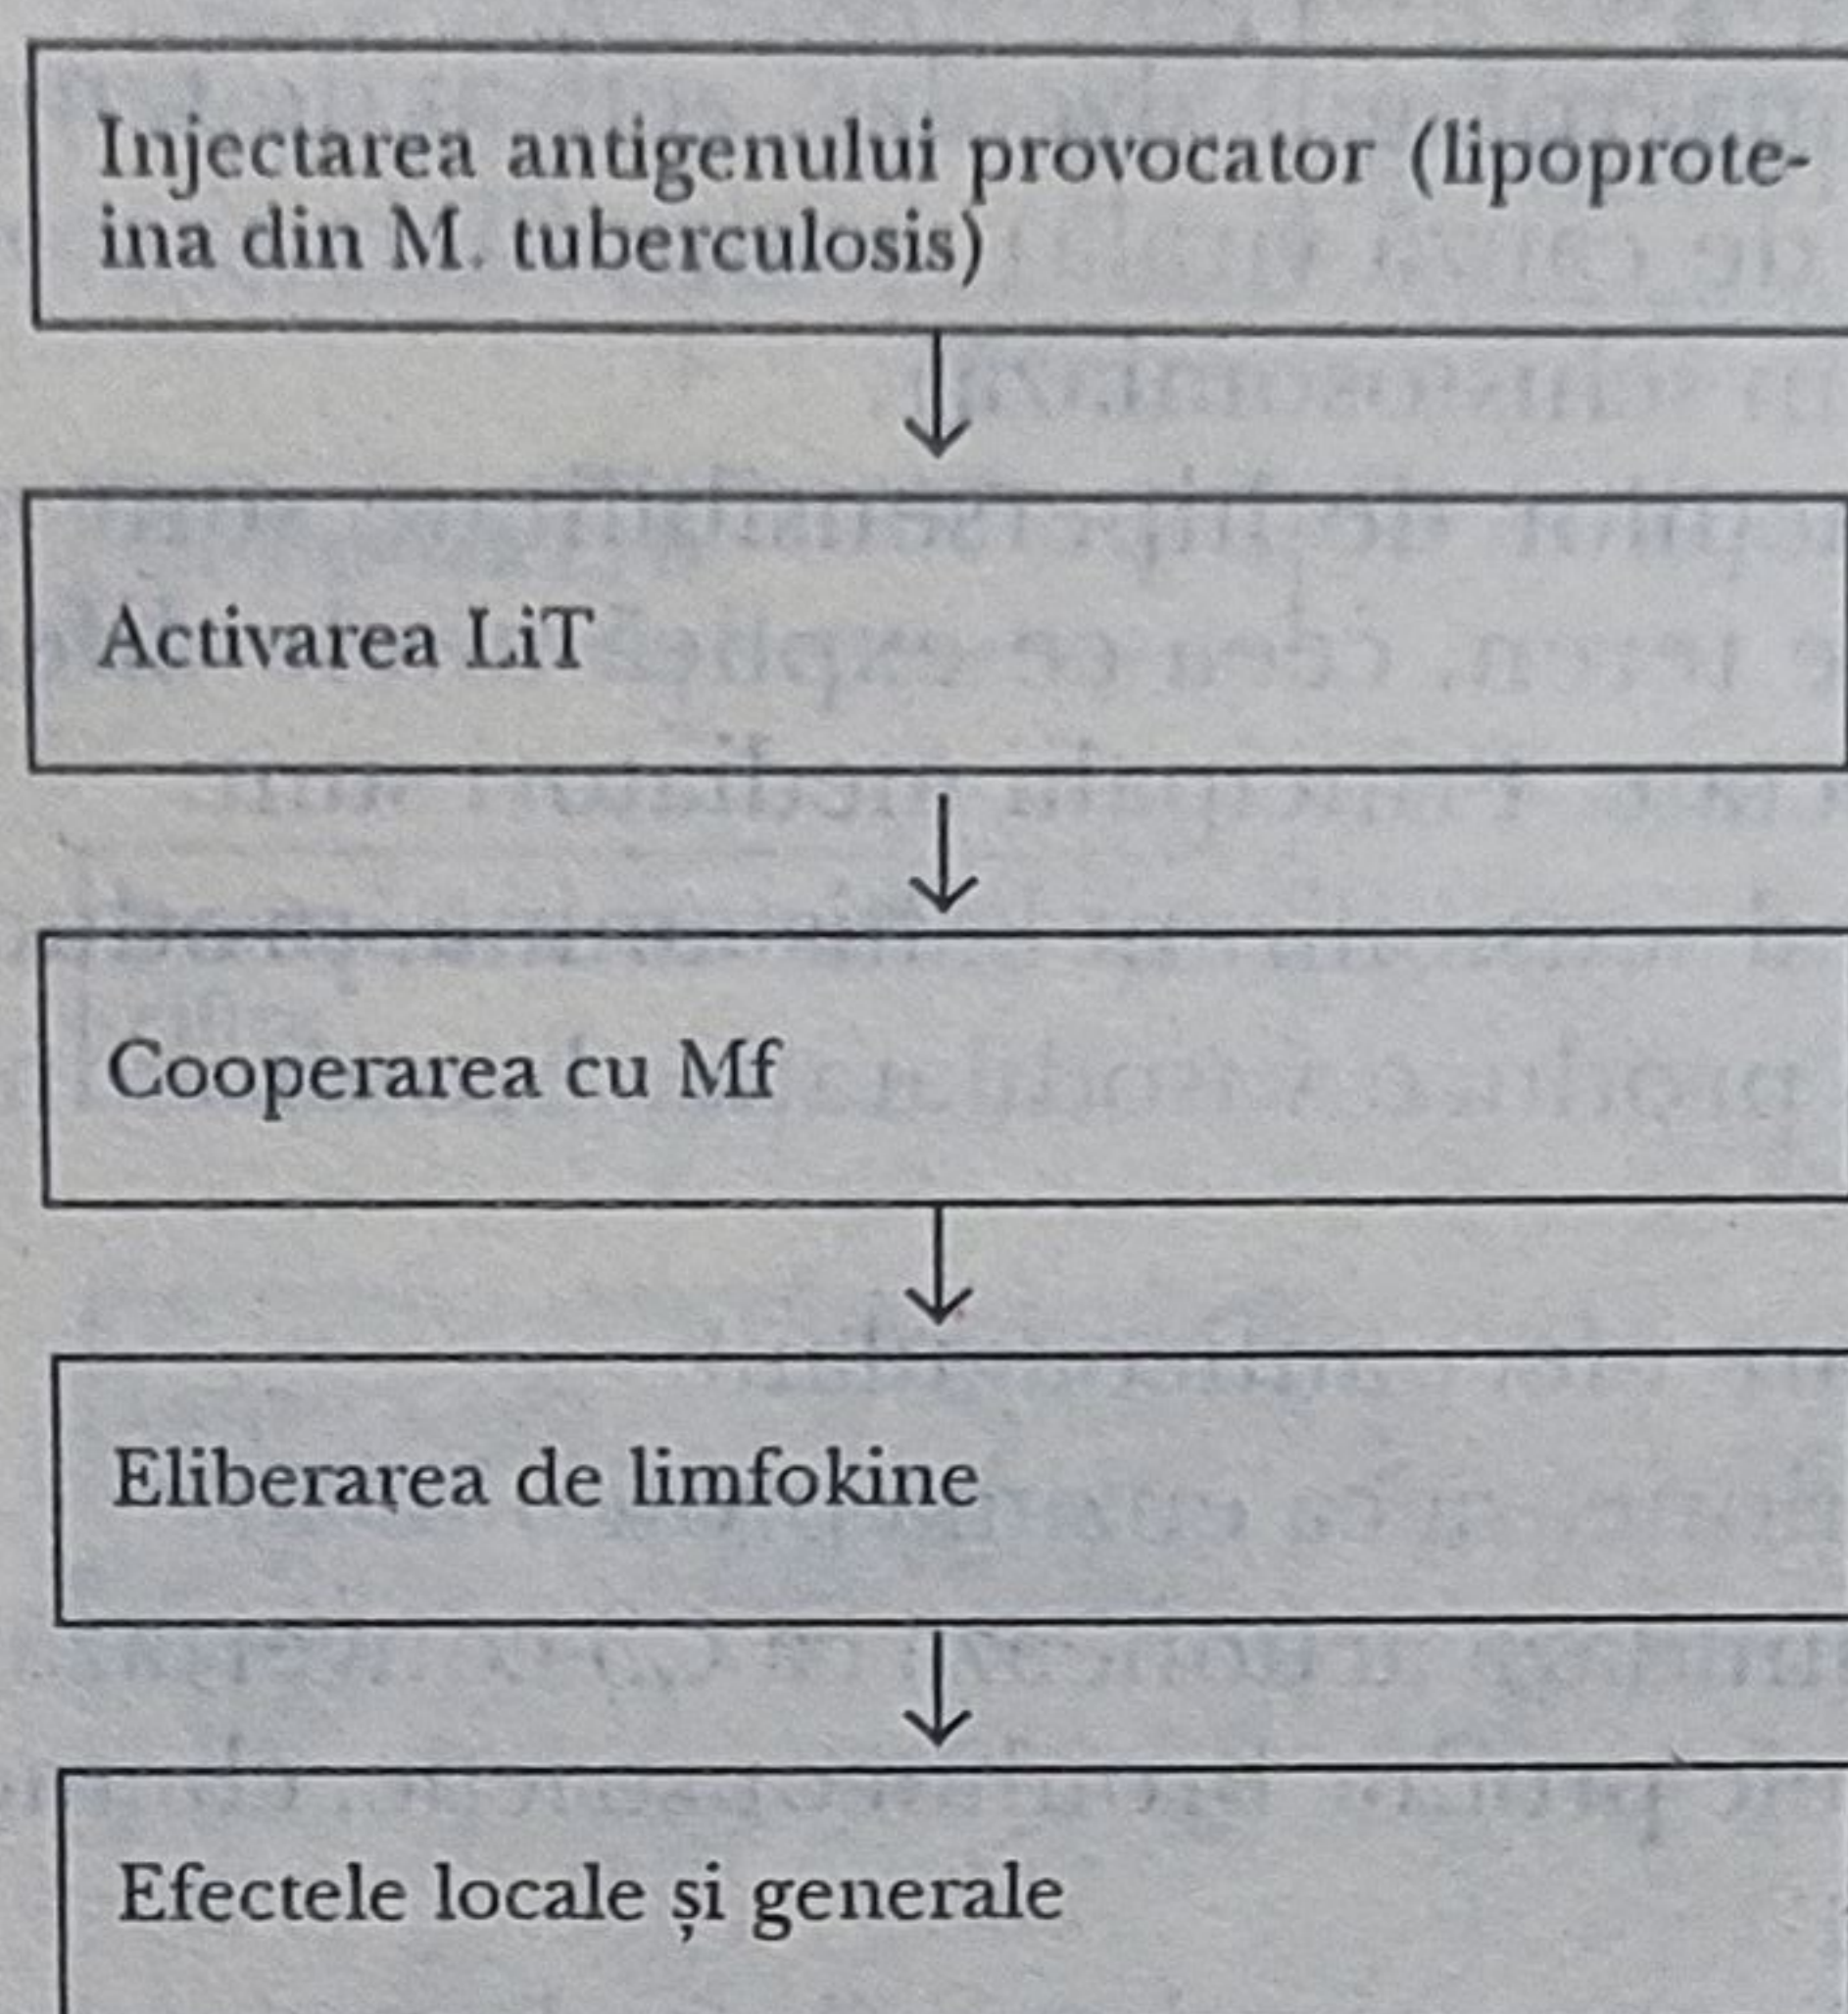 Injectarea antigenului provocator (lipoprote-
ina din M. tuberculosis)
Activarea LiT
Cooperarea cu Mf
Eliberarea de limfokine
Efectele locale și generale